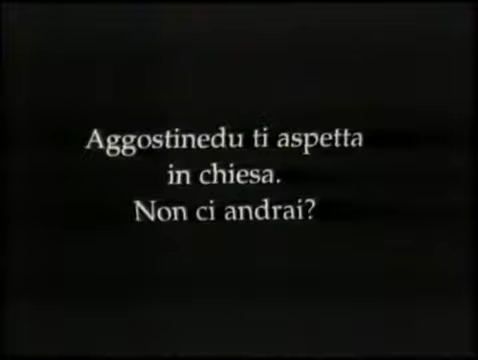 Aggostinedu ti aspetta
in chiesa.
Non ci andrai?